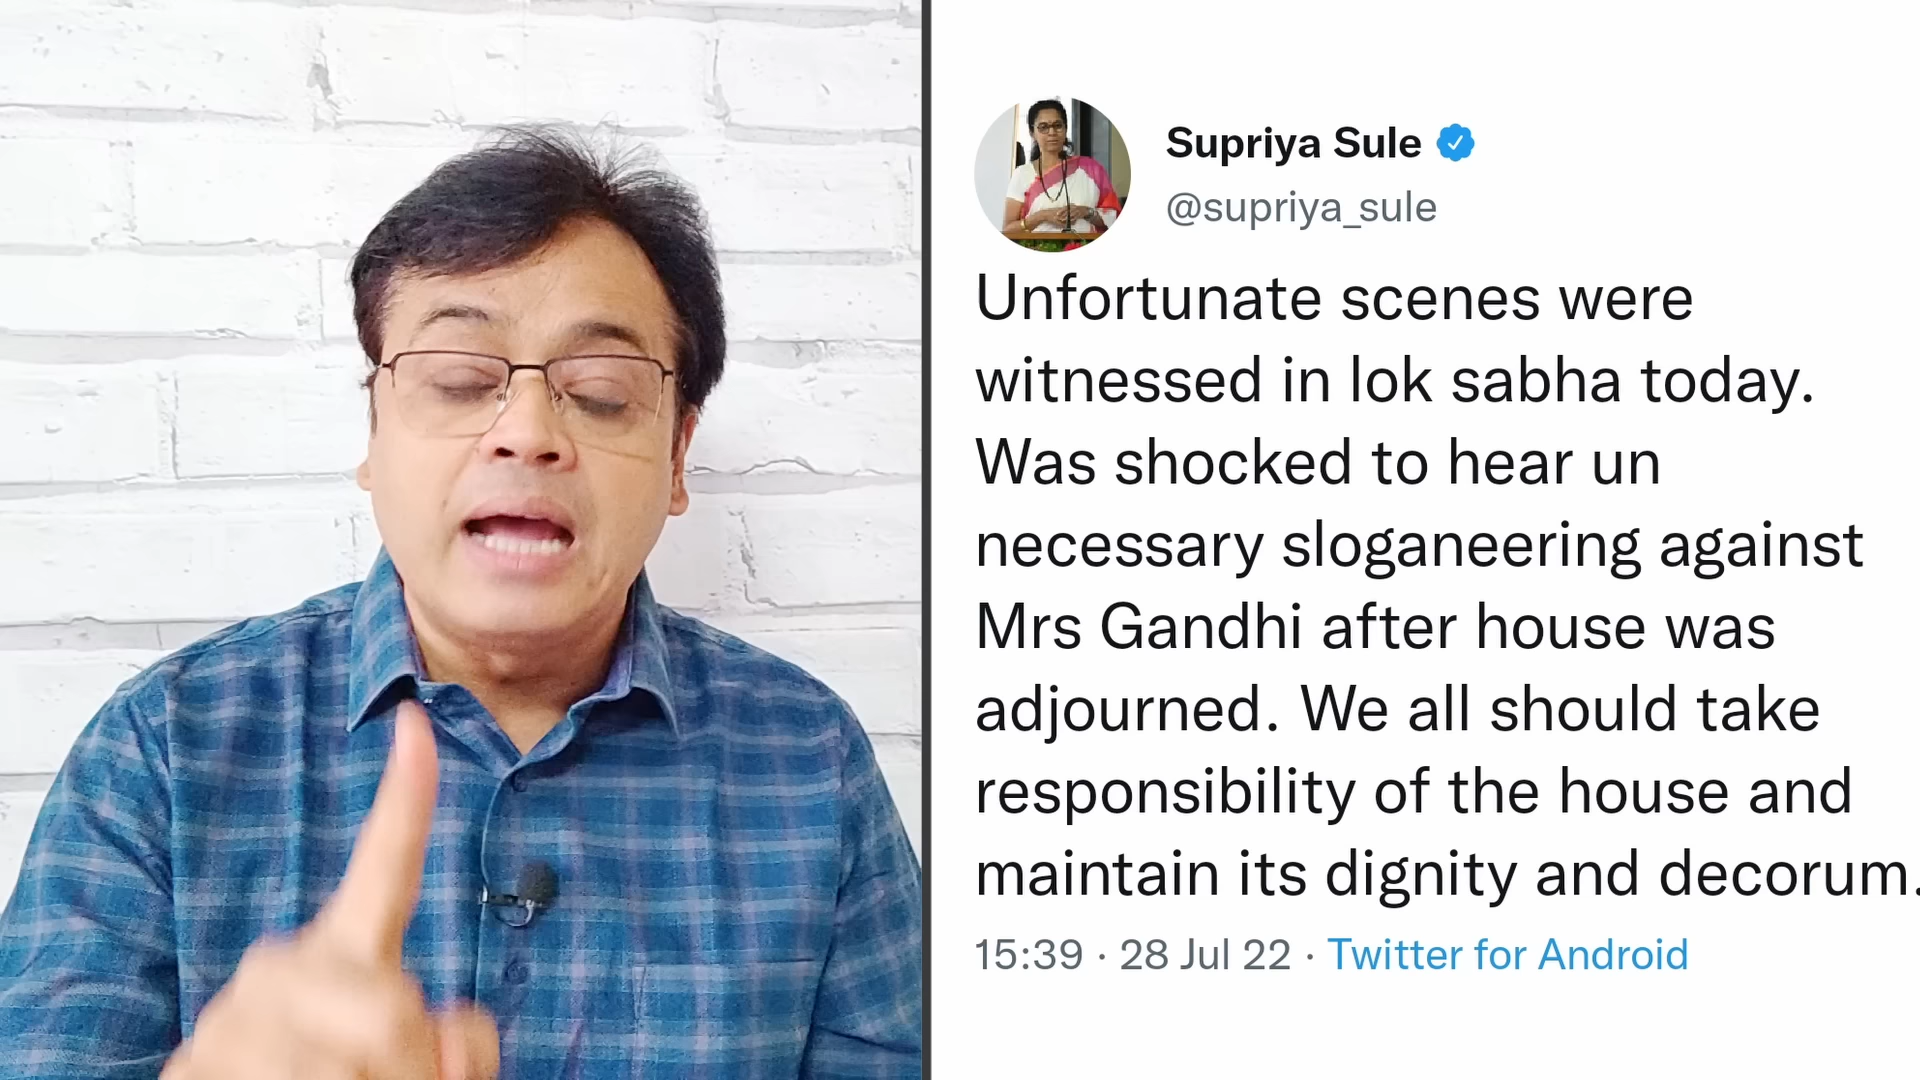 Supriya Sule
@supriya_sule
Unfortunate scenes were
witnessed in lok sabha today.
Was shocked to hear un
necessary sloganeering against
Mrs Gandhi after house was
adjourned. We all should take
responsibility of the house and
maintain its dignity and decorum.
15:39 · 28 Jul 22 · Twitter for Android